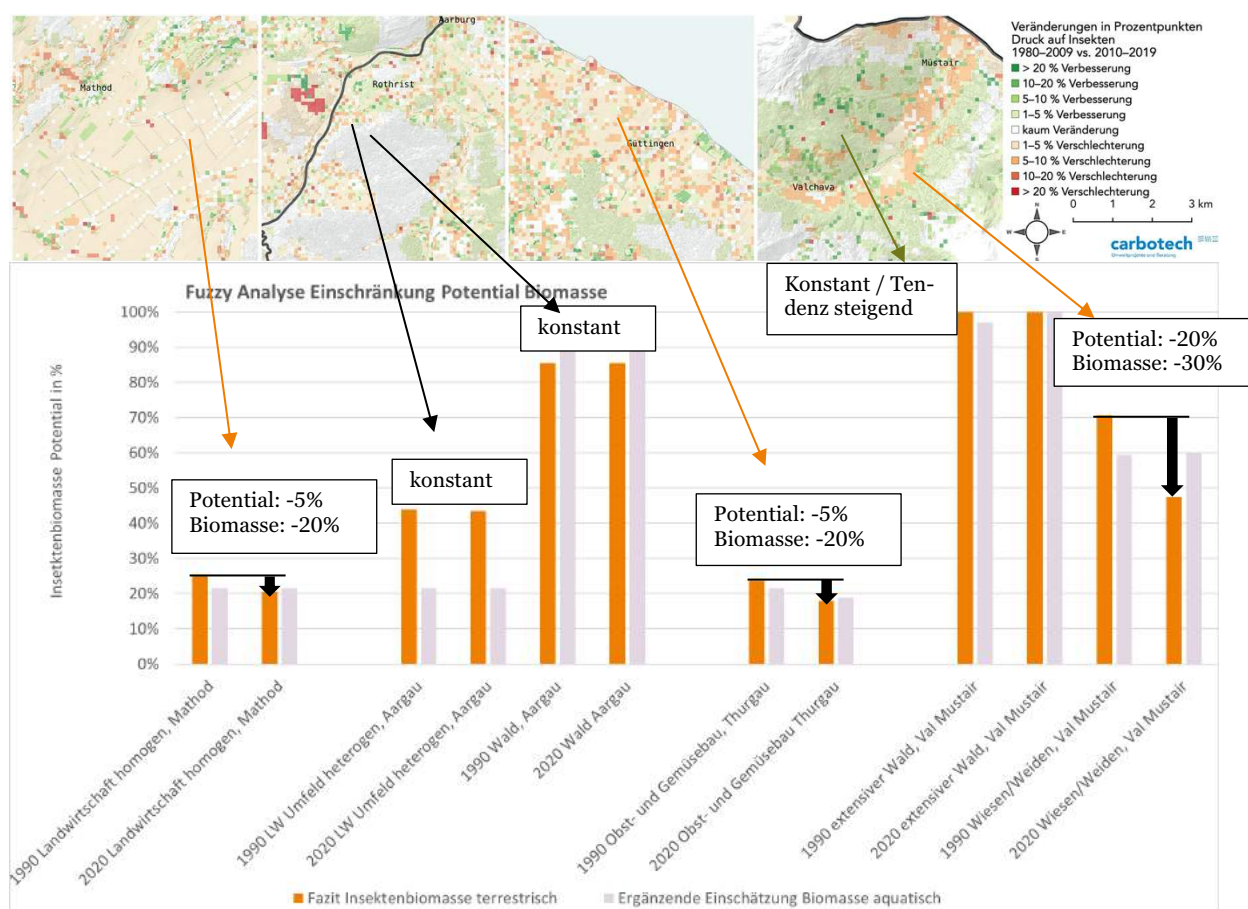 Mathod
Aarburg
Rothrist
Güttingen
Müstair
Valchava
Veränderungen in Prozentpunkten
Druck auf Insekten
1980–2009 vs. 2010–2019
> 20 % Verbesserung
10–20 % Verbesserung
5–10 % Verbesserung
1–5 % Verbesserung
kaum Veränderung
1–5 % Verschlechterung
5–10 % Verschlechterung
10–20 % Verschlechterung
> 20 % Verschlechterung
N
W
E
S
0 1 2 3 km
carbotech
Umweltprojekte und Beratung
Fuzzy Analyse Einschränkung Potential Biomasse
Insetktenbiomasse Potential in %
100%
90%
80%
70%
60%
50%
40%
30%
20%
10%
0%
Potential: -5%
Biomasse: -20%
konstant
konstant
Potential: -5%
Biomasse: -20%
Konstant / Ten-
denz steigend
Potential: -20%
Biomasse: -30%
1990 Landwirtschaft homogen, Mathod
2020 Landwirtschaft homogen, Mathod
1990 LW Umfeld heterogen, Aargau
2020 LW Umfeld heterogen, Aargau
1990 Wald, Aargau
2020 Wald Aargau
1990 Obst- und Gemüsebau, Thurgau
2020 Obst- und Gemüsebau Thurgau
1990 extensiver Wald, Val Mustair
2020 extensiver Wald, Val Mustair
1990 Wiesen/Weiden, Val Mustair
2020 Wiesen/Weiden, Val Mustair
Fazit Insektenbiomasse terrestrisch
Ergänzende Einschätzung Biomasse aquatisch